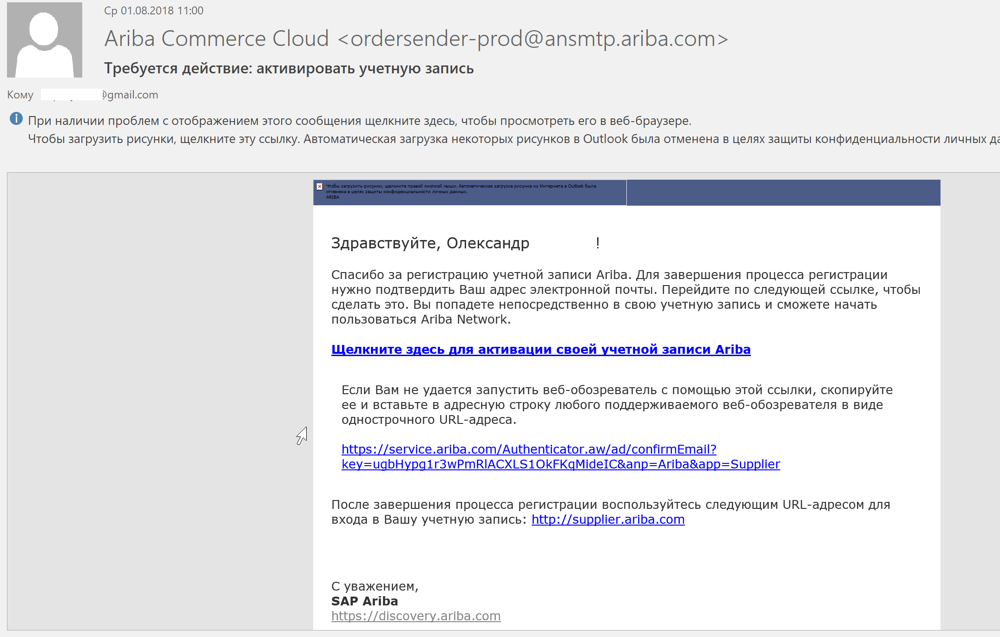 Ср 01.08.2018 11:00
Ariba Commerce Cloud <ordersender-prod@ansmtp.ariba.com>
Требуется действие: активировать учетную запись
Кому @gmail.com
При наличии проблем с отображением этого сообщения щелкните здесь, чтобы просмотреть его в веб-браузере.
Чтобы загрузить рисунки, щелкните эту ссылку. Автоматическая загрузка некоторых рисунков в Outlook была отменена в целях защиты конфиденциальности личных
Чтобы загрузить рисунки, щелкните правой кнопкой мыши. Автоматическая загрузка рисунка из Интернета в Outlook была
отменена в целях защиты конфиденциальности личных данных.
ARIBA
Здравствуйте, Олександр !
Спасибо за регистрацию учетной записи Ariba. Для завершения процесса регистрации
нужно подтвердить Ваш адрес электронной почты. Перейдите по следующей ссылке, чтобы
сделать это. Вы попадете непосредственно в свою учетную запись и сможете начать
пользоваться Ariba Network.
Щелкните здесь для активации своей учетной записи Ariba
Если Вам не удается запустить веб-обозреватель с помощью этой ссылки, скопируйте
ее и вставьте в адресную строку любого поддерживаемого веб-обозревателя в виде
однострочного URL-адреса.
https://service.ariba.com/Authenticator.aw/ad/confirmEmail?
key=ugbHypg1r3wPmRlACXLS1OkFKqMideIC&anp=Ariba&app=Supplier
После завершения процесса регистрации воспользуйтесь следующим URL-адресом для
входа в Вашу учетную запись: http://supplier.ariba.com
С уважением,
SAP Ariba
https://discovery.ariba.com